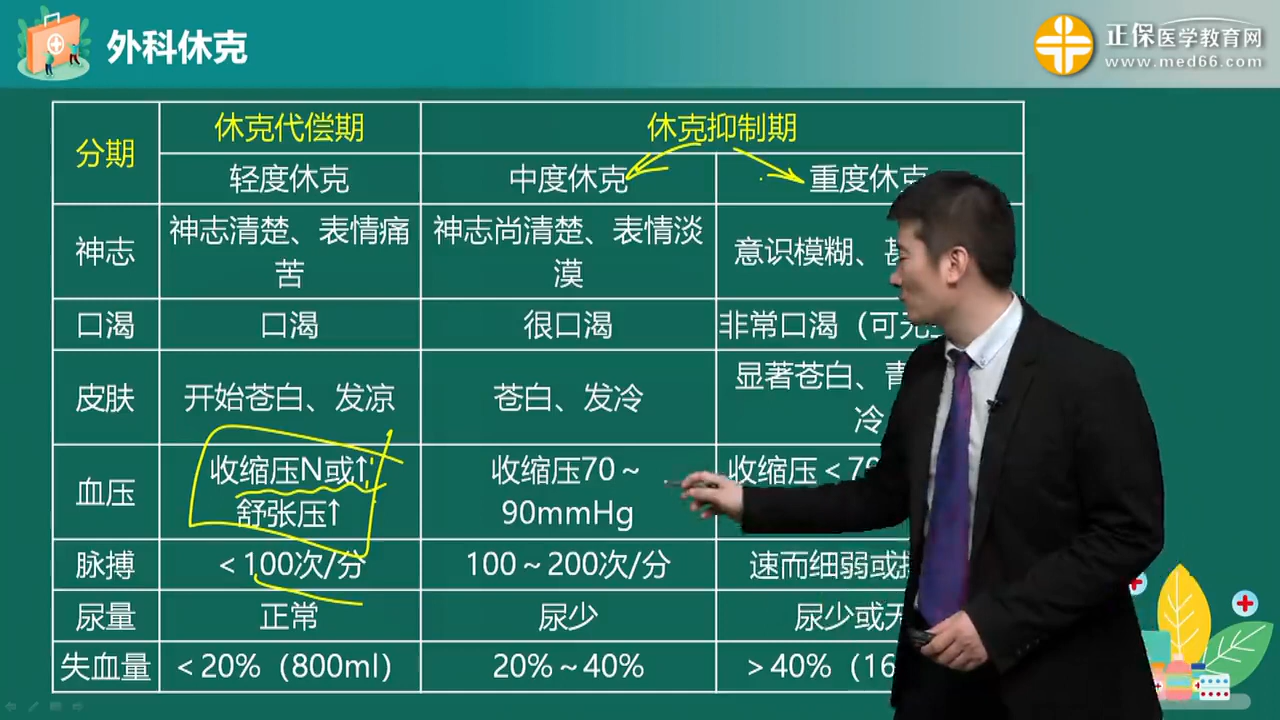 外科休克
正保医学教育网
www.med66.com
分期
休克代偿期
休克抑制期
轻度休克
中度休克
重度休克
神志
神志清楚、表情痛
苦
神志尚清楚、表情淡
漠
意识模糊、
口渴
口渴
很口渴
非常口渴（可无
皮肤
开始苍白、发凉
苍白、发冷
显著苍白、青
冷
血压
收缩压N或↑
舒张压↑
收缩压70～
90mmHg
收缩压＜7
脉搏
＜100次/分
100～200次/分
速而细弱或
尿量
正常
尿少
尿少或无
失血量
＜20%（800ml）
20%～40%
＞40%（16